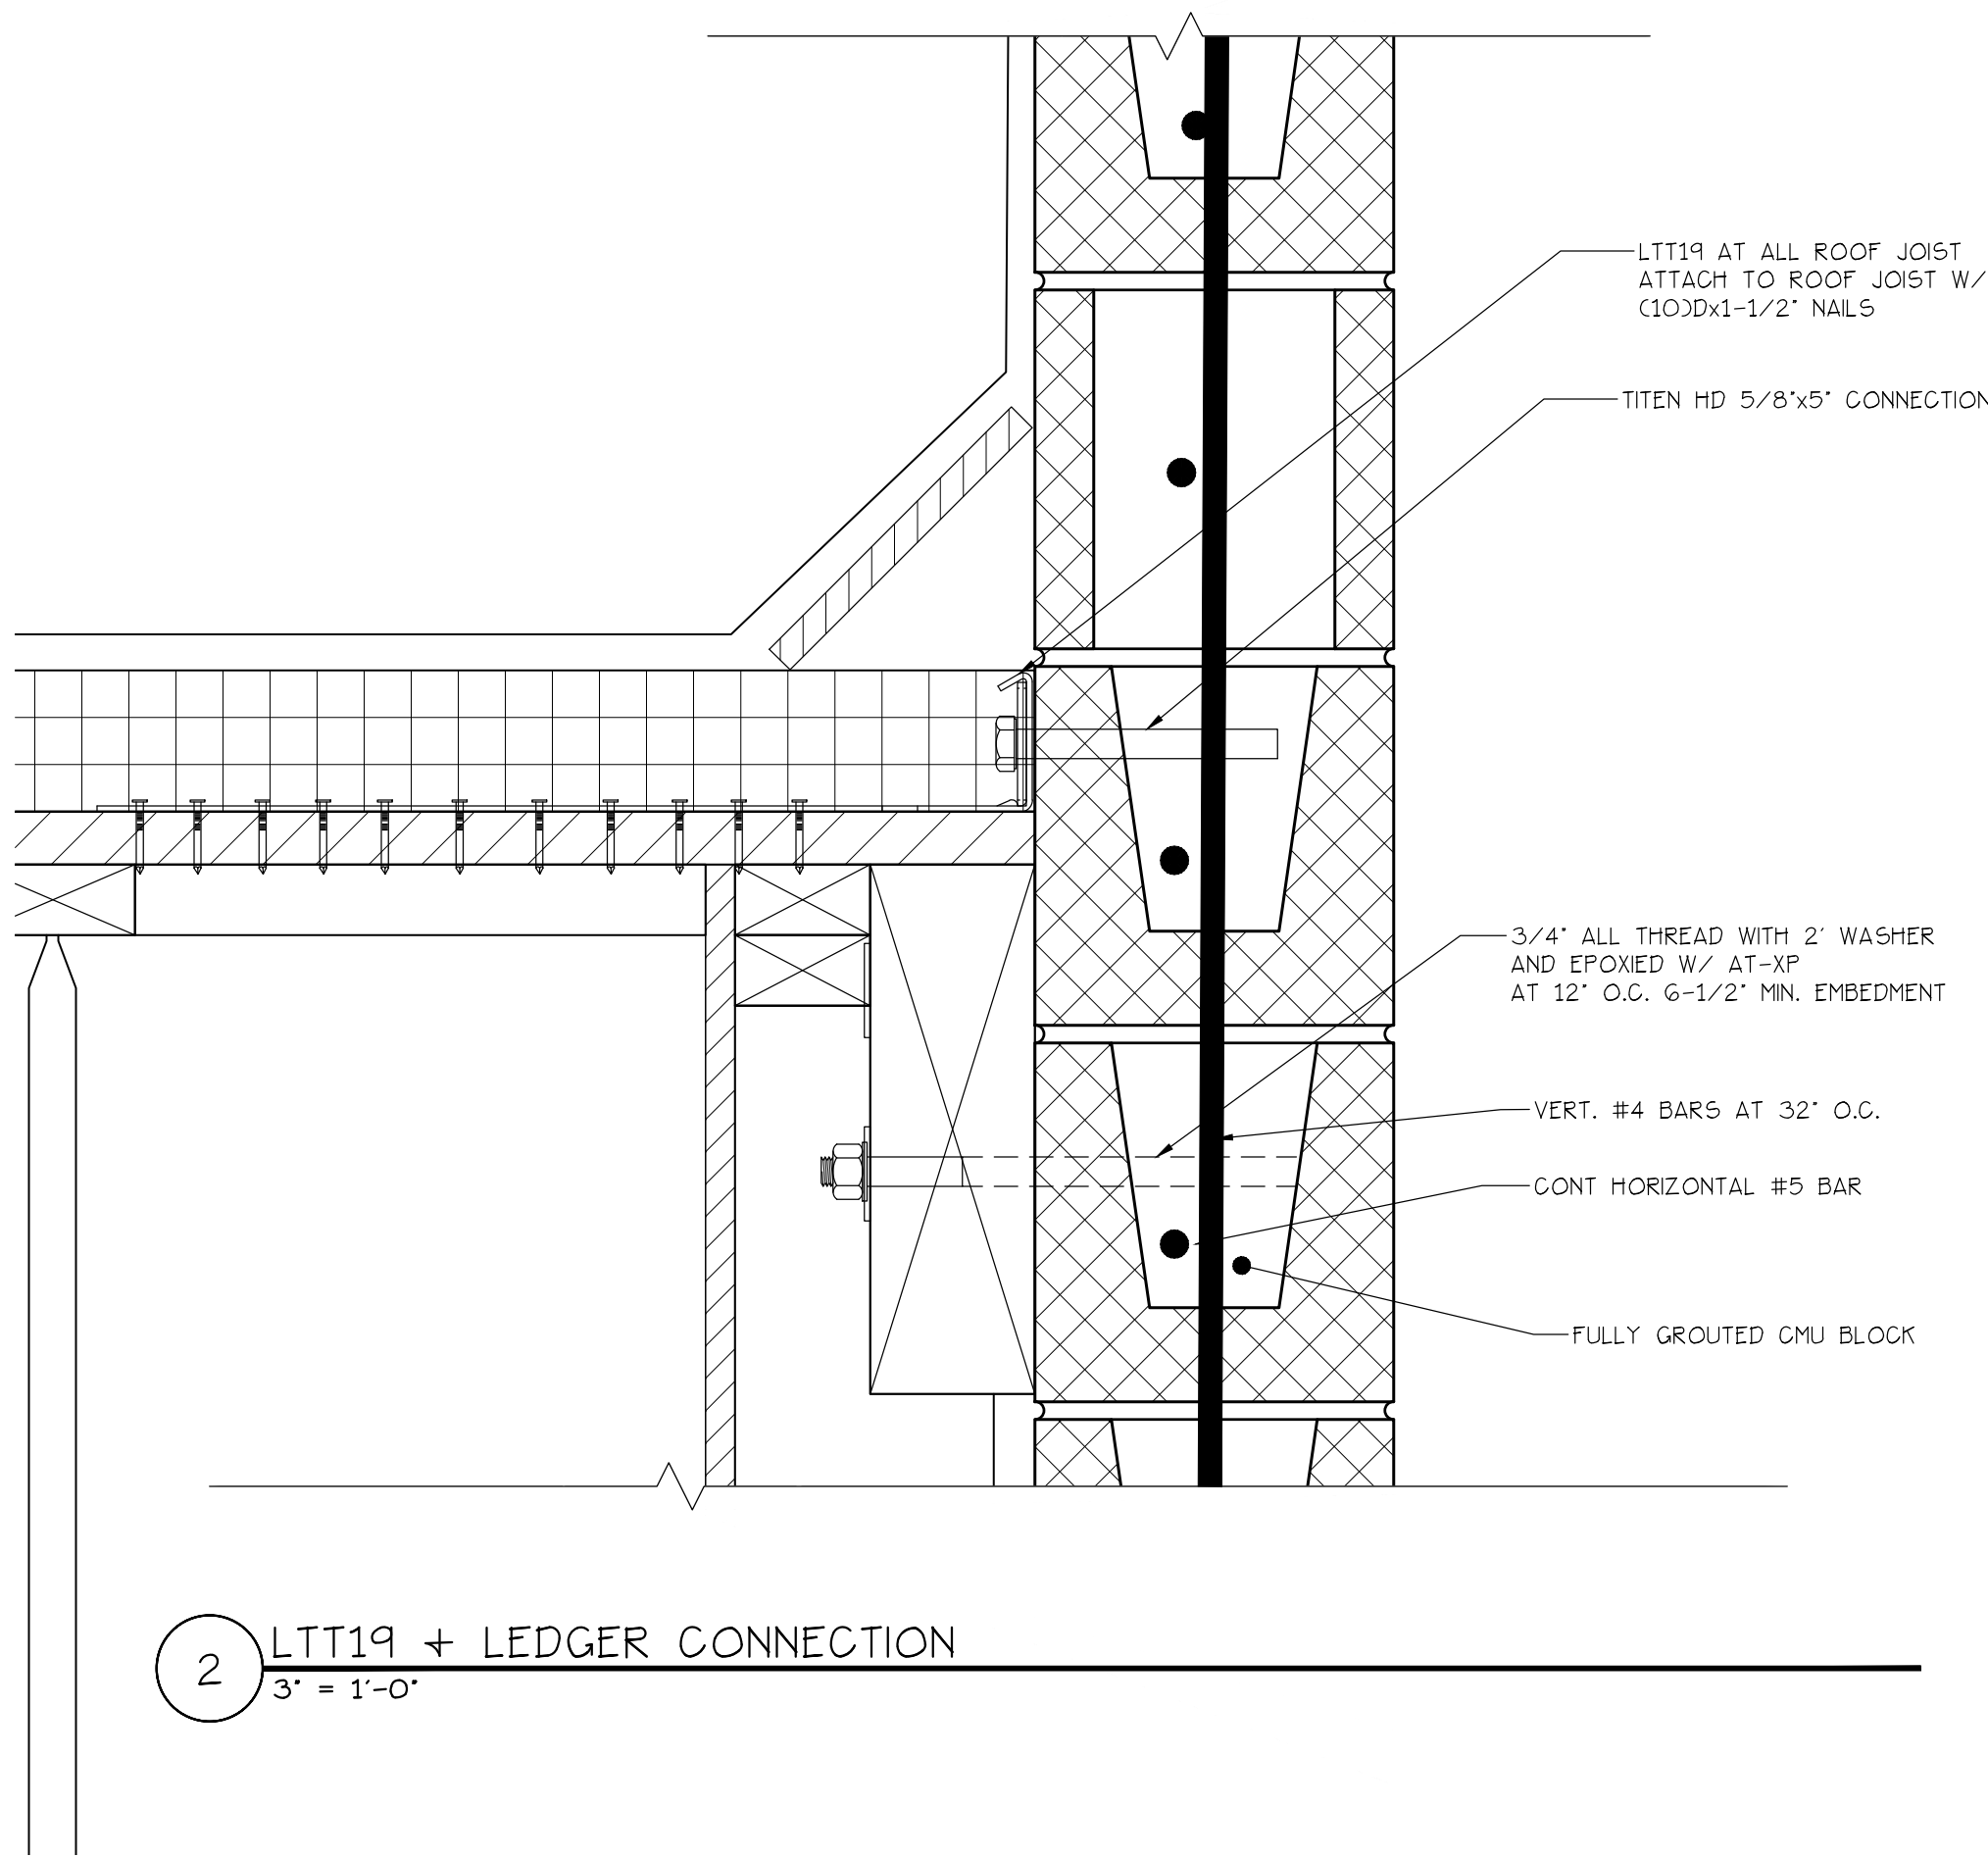 LTT19 AT ALL ROOF JOIST
ATTACH TO ROOF JOIST W/
(10)Dx1-1/2" NAILS
TITEN HD 5/8"x5" CONNECTION
3/4" ALL THREAD WITH 2' WASHER
AND EPOXIED W/ AT-XP
AT 12" O.C. 6-1/2" MIN. EMBEDMENT
VERT. #4 BARS AT 32" O.C.
CONT HORIZONTAL #5 BAR
FULLY GROUTED CMU BLOCK
2
LTT19 + LEDGER CONNECTION
3" = 1'-0"